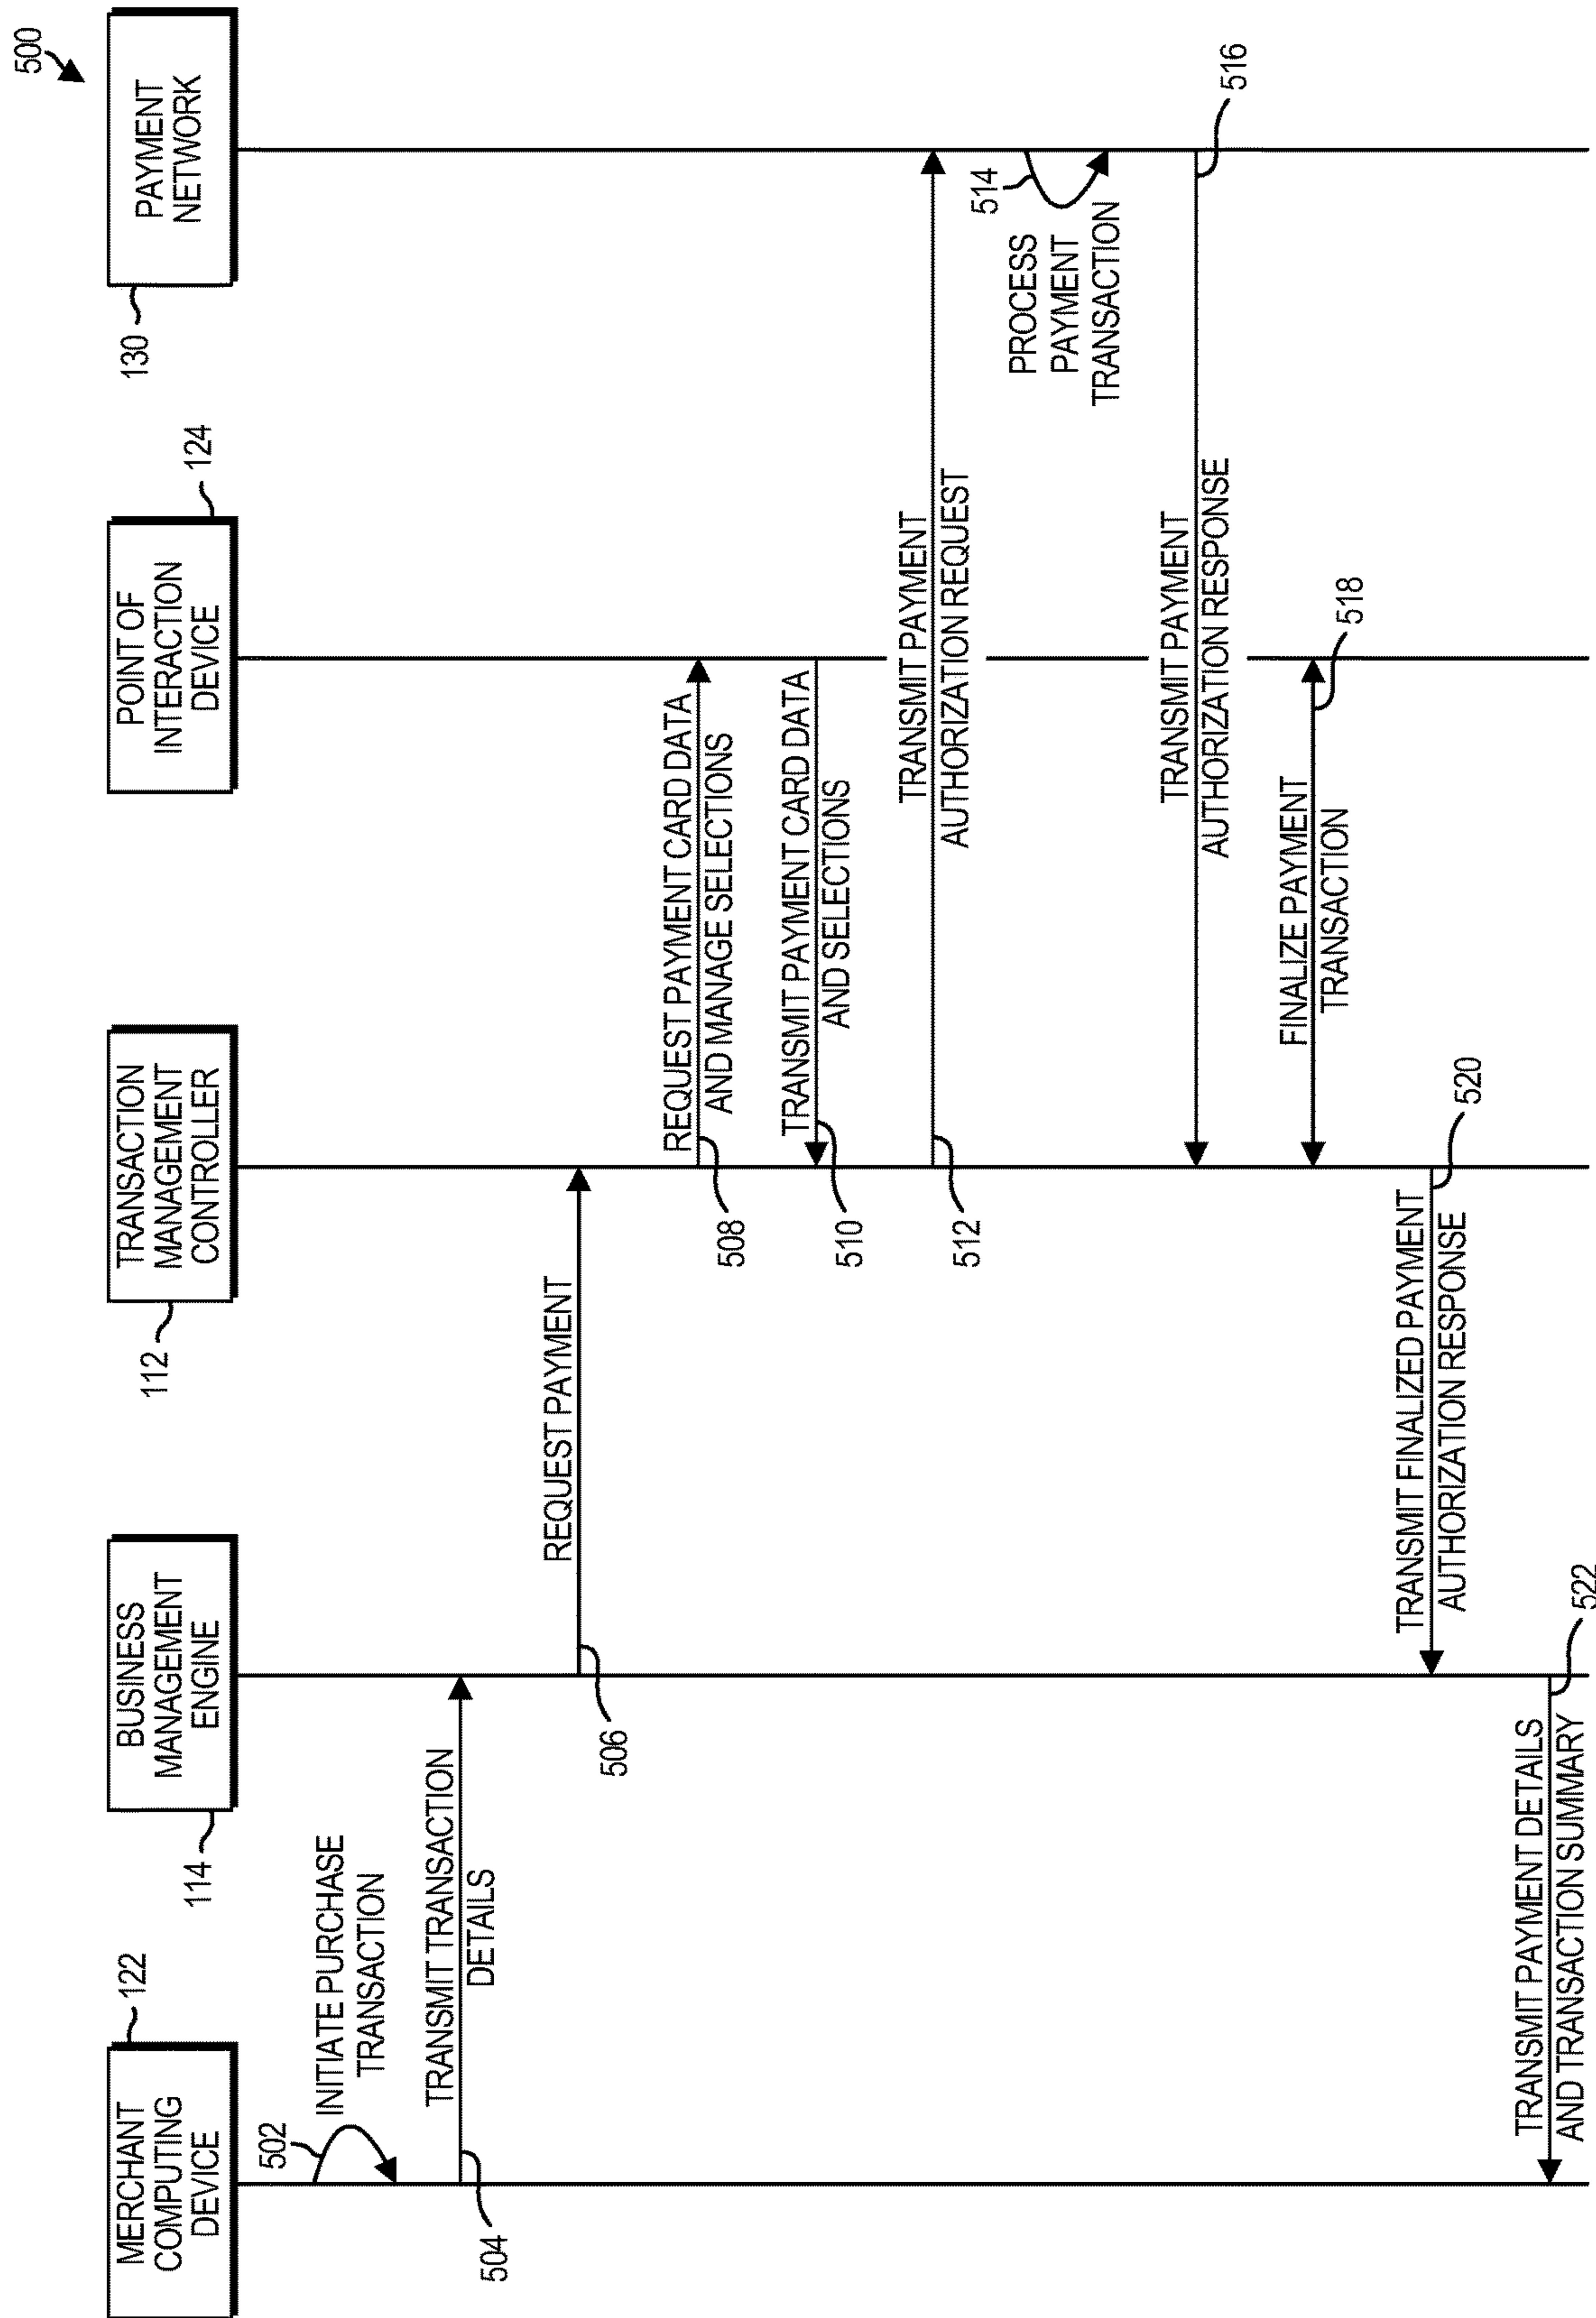 500
MERCHANT
COMPUTING
DEVICE
122
BUSINESS
MANAGEMENT
ENGINE
114
TRANSACTION
MANAGEMENT
CONTROLLER
112
POINT OF
INTERACTION
DEVICE
124
PAYMENT
NETWORK
130
502
INITIATE PURCHASE
TRANSACTION
TRANSMIT TRANSACTION
DETAILS
504
REQUEST PAYMENT
506
REQUEST PAYMENT CARD DATA
AND MANAGE SELECTIONS
508
TRANSMIT PAYMENT CARD DATA
AND SELECTIONS
510
TRANSMIT PAYMENT
AUTHORIZATION REQUEST
512
514
PROCESS
PAYMENT
TRANSACTION
TRANSMIT PAYMENT
AUTHORIZATION RESPONSE
516
FINALIZE PAYMENT
TRANSACTION
518
TRANSMIT FINALIZED PAYMENT
AUTHORIZATION RESPONSE
520
TRANSMIT PAYMENT DETAILS
AND TRANSACTION SUMMARY
522